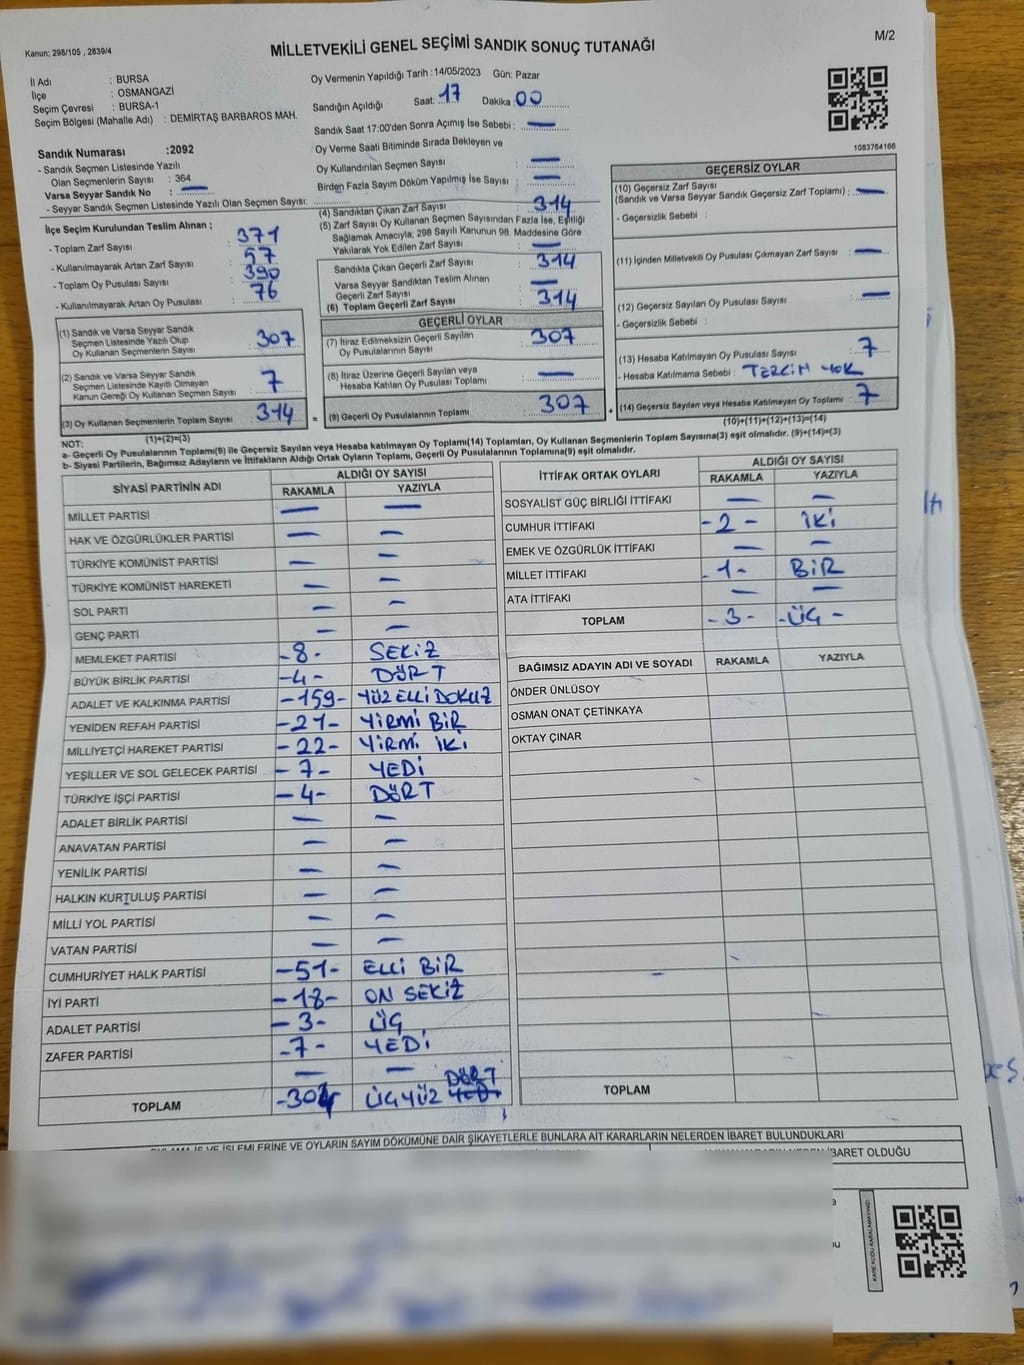 Kanun; 298/105 , 2839/4
MİLLETVEKİLİ GENEL SEÇİMİ SANDIK SONUÇ TUTANAĞI
M/2
İl Adı : BURSA
İlçe : OSMANGAZİ
Seçim Çevresi : BURSA-1
Seçim Bölgesi (Mahalle Adı) : DEMİRTAŞ BARBAROS MAH.
Oy Vermenin Yapıldığı Tarih :14/05/2023 Gün: Pazar
Sandığın Açıldığı Saat: 17 Dakika : 00
Sandık Saat 17:00'den Sonra Açımış İse Sebebi : —
Oy Verme Saati Bitiminde Sırada Bekleyen ve
Oy Kullandırılan Seçmen Sayısı —
Birden Fazla Sayım Döküm Yapılmış İse Sayısı : —
1083764166
Sandık Numarası :2092
- Sandık Seçmen Listesinde Yazılı
Olan Seçmenlerin Sayısı : 364
Varsa Seyyar Sandık No : —
- Seyyar Sandık Seçmen Listesinde Yazılı Olan Seçmen Sayısı:
İlçe Seçim Kurulundan Teslim Alınan ;
- Toplam Zarf Sayısı : 371
- Kullanılmayarak Artan Zarf Sayısı : 57
- Toplam Oy Pusulası Sayısı : 390
- Kullanılmayarak Artan Oy Pusulası : 76
(1) Sandık ve Varsa Seyyar Sandık
Seçmen Listesinde Yazılı Olup
Oy Kullanan Seçmenlerin Sayısı : 307
(2) Sandık ve Varsa Seyyar Sandık
Seçmen Listesinde Kayıtlı Olmayan
Kanun Gereği Oy Kullanan Seçmen Sayısı : 7
(3) Oy Kullanan Seçmenlerin Toplam Sayısı : 314
(1)+(2)=(3)
(4) Sandıktan Çıkan Zarf Sayısı 314
(5) Zarf Sayısı Oy Kullanan Seçmen Sayısından Fazla İse, Eşitliği
Sağlamak Amacıyla; 298 Sayılı Kanunun 98. Maddesine Göre
Yakılarak Yok Edilen Zarf Sayısı : —
Sandıkta Çıkan Geçerli Zarf Sayısı : 314
Varsa Seyyar Sandıktan Teslim Alınan
Geçerli Zarf Sayısı : —
(6) Toplam Geçerli Zarf Sayısı : 314
GEÇERLİ OYLAR
(7) İtiraz Edilmeksizin Geçerli Sayılan
Oy Pusulalarının Sayısı : 307
(8) İtiraz Üzerine Geçerli Sayılan veya
Hesaba Katılan Oy Pusulası Toplamı : —
= (9) Geçerli Oy Pusulalarının Toplamı : 307 +
GEÇERSİZ OYLAR
(10) Geçersiz Zarf Sayısı
(Sandık ve Varsa Seyyar Sandık Geçersiz Zarf Toplamı) : —
- Geçersizlik Sebebi :
(11) İçinden Milletvekili Oy Pusulası Çıkmayan Zarf Sayısı : —
(12) Geçersiz Sayılan Oy Pusulası Sayısı : —
- Geçersizlik Sebebi :
(13) Hesaba Katılmayan Oy Pusulası Sayısı : 7
- Hesaba Katılmama Sebebi : TERCİH YOK
(14) Geçersiz Sayılan veya Hesaba Katılmayan Oy Toplamı : 7
(10)+(11)+(12)+(13)=(14)
NOT:
a- Geçerli Oy Pusulalarının Toplamı(9) ile Geçersiz Sayılan veya Hesaba katılmayan Oy Toplamı(14) Toplamları, Oy Kullanan Seçmenlerin Toplam Sayısına(3) eşit olmalıdır. (9)+(14)=(3)
b- Siyasi Partilerin, Bağımsız Adayların ve İttifakların Aldığı Ortak Oyların Toplamı, Geçerli Oy Pusulalarının Toplamına(9) eşit olmalıdır.
SİYASİ PARTİNİN ADI ALDIĞI OY SAYISI
RAKAMLA YAZIYLA
MİLLET PARTİSİ — —
HAK VE ÖZGÜRLÜKLER PARTİSİ — —
TÜRKİYE KOMÜNİST PARTİSİ — —
TÜRKİYE KOMÜNİST HAREKETİ — —
SOL PARTİ — —
GENÇ PARTİ — —
MEMLEKET PARTİSİ -8- SEKİZ
BÜYÜK BİRLİK PARTİSİ -4- DÖRT
ADALET VE KALKINMA PARTİSİ -159- YÜZ ELLİ DOKUZ
YENİDEN REFAH PARTİSİ -21- YİRMİ BİR
MİLLİYETÇİ HAREKET PARTİSİ -22- YİRMİ İKİ
YEŞİLLER VE SOL GELECEK PARTİSİ -7- YEDİ
TÜRKİYE İŞÇİ PARTİSİ -4- DÖRT
ADALET BİRLİK PARTİSİ — —
ANAVATAN PARTİSİ — —
YENİLİK PARTİSİ — —
HALKIN KURTULUŞ PARTİSİ — —
MİLLİ YOL PARTİSİ — —
VATAN PARTİSİ — —
CUMHURİYET HALK PARTİSİ -51- ELLİ BİR
İYİ PARTİ -18- ON SEKİZ
ADALET PARTİSİ -3- ÜÇ
ZAFER PARTİSİ -7- YEDİ
— —
TOPLAM -304 ÜÇYÜZ DÖRT
İTTİFAK ORTAK OYLARI ALDIĞI OY SAYISI
RAKAMLA YAZIYLA
SOSYALİST GÜÇ BİRLİĞİ İTTİFAKI — —
CUMHUR İTTİFAKI -2- İKİ
EMEK VE ÖZGÜRLÜK İTTİFAKI — —
MİLLET İTTİFAKI -1- BİR
ATA İTTİFAKI — —
TOPLAM -3- -ÜÇ-
BAĞIMSIZ ADAYIN ADI VE SOYADI RAKAMLA YAZIYLA
ÖNDER ÜNLÜSOY
OSMAN ONAT ÇETİNKAYA
OKTAY ÇINAR
TOPLAM
OYLAMA İŞ VE İŞLEMLERİNE VE OYLARIN SAYIM DÖKÜMÜNE DAİR ŞİKAYETLERLE BUNLARA AİT KARARLARIN NELERDEN İBARET BULUNDUKLARI
İBARET OLDUĞU
KARE KODU KARALAMAYINIZ!